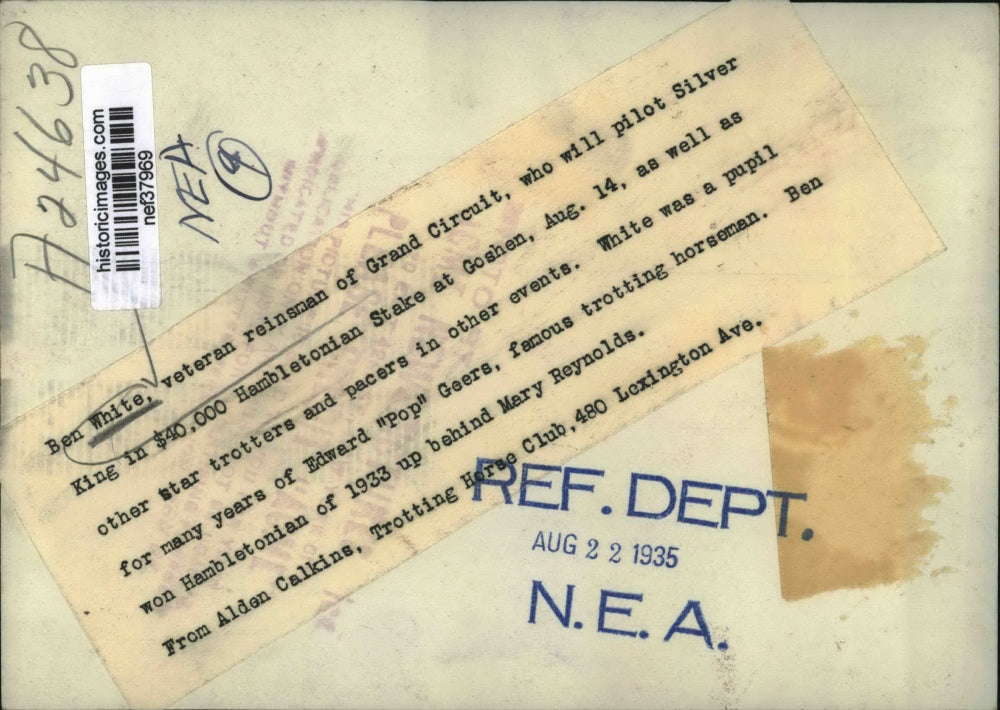 A24638
historicimages.com
nef37969
NEA
Ben White, veteran reinsman of Grand Circuit, who will pilot Silver
King in $40,000 Hambletonian Stake at Goshen, Aug. 14, as well as
other star trotters and pacers in other events. White was a pupil
for many years of Edward "Pop" Geers, famous trotting horseman. Ben
won Hambletonian of 1933 up behind Mary Reynolds.
From Alden Calkins, Trotting Horse Club, 480 Lexington Ave.
REF. DEPT.
AUG 22 1935
N.E.A.